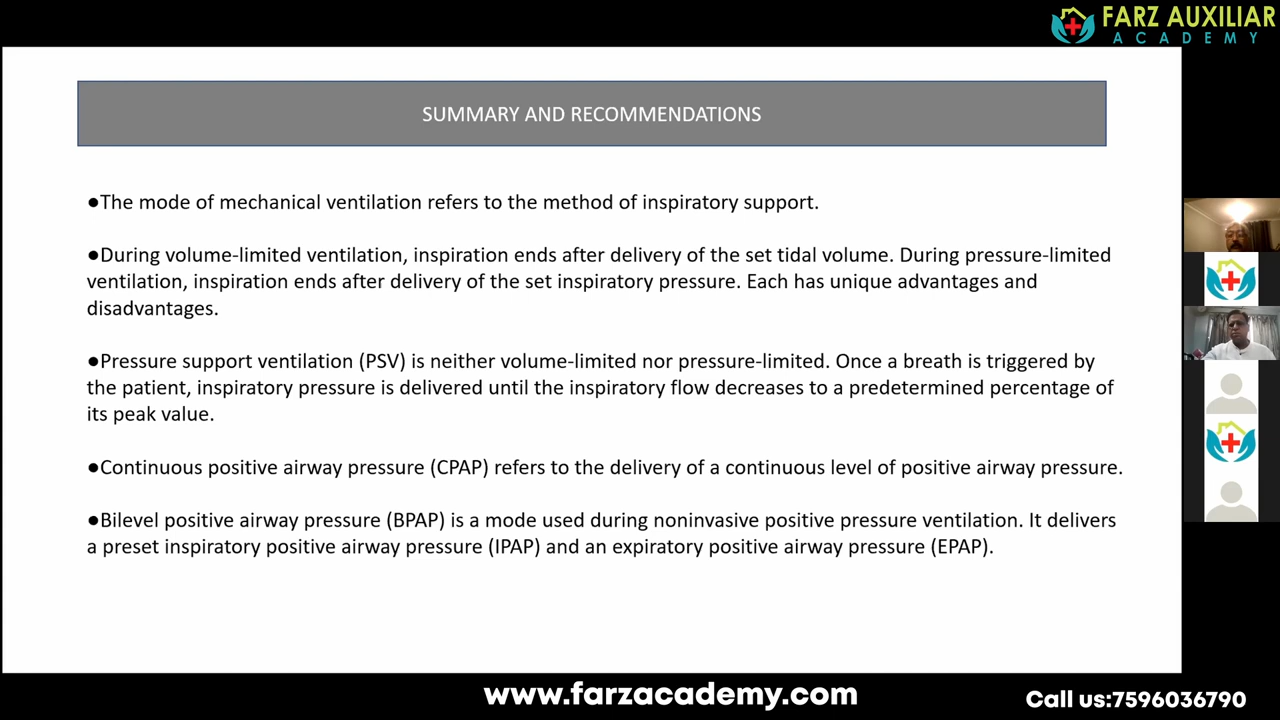 FARZ AUXILIAR
ACADEMY
SUMMARY AND RECOMMENDATIONS
●The mode of mechanical ventilation refers to the method of inspiratory support.
●During volume-limited ventilation, inspiration ends after delivery of the set tidal volume. During pressure-limited
ventilation, inspiration ends after delivery of the set inspiratory pressure. Each has unique advantages and
disadvantages.
●Pressure support ventilation (PSV) is neither volume-limited nor pressure-limited. Once a breath is triggered by
the patient, inspiratory pressure is delivered until the inspiratory flow decreases to a predetermined percentage of
its peak value.
●Continuous positive airway pressure (CPAP) refers to the delivery of a continuous level of positive airway pressure.
●Bilevel positive airway pressure (BPAP) is a mode used during noninvasive positive pressure ventilation. It delivers
a preset inspiratory positive airway pressure (IPAP) and an expiratory positive airway pressure (EPAP).
www.farzacademy.com
Call us:7596036790